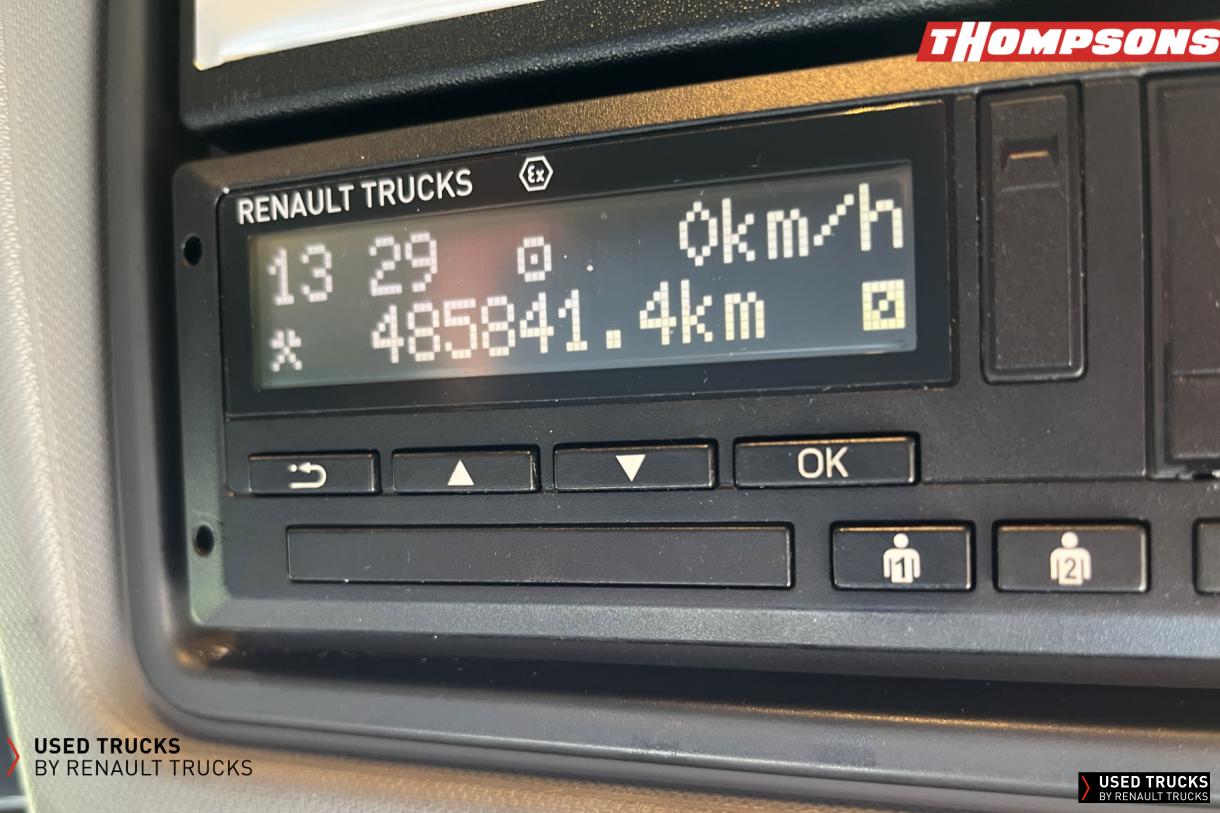 THOMPSONS
RENAULT TRUCKS Ex
13 29 0km/h
485841.4km
OK
1 2
USED TRUCKS
BY RENAULT TRUCKS
USED TRUCKS
BY RENAULT TRUCKS